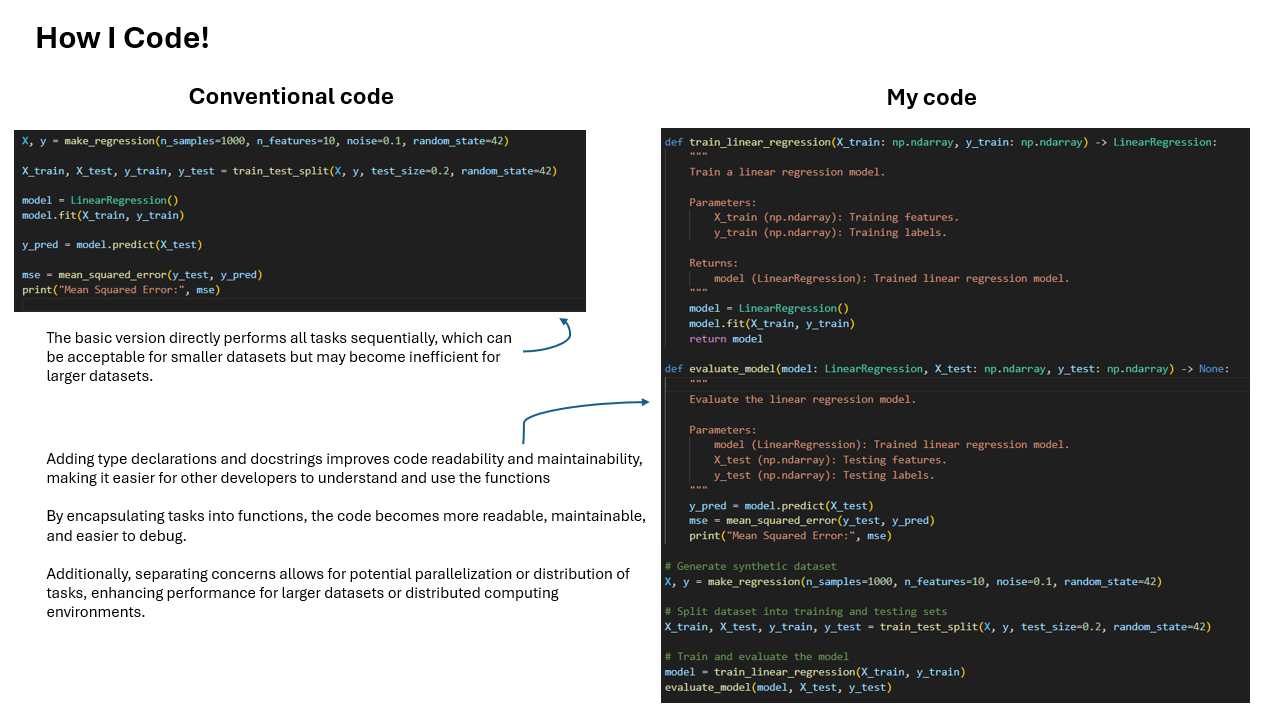 How I Code!
Conventional code
X, y = make_regression(n_samples=1000, n_features=10, noise=0.1, random_state=42)
X_train, X_test, y_train, y_test = train_test_split(X, y, test_size=0.2, random_state=42)
model = LinearRegression()
model.fit(X_train, y_train)
y_pred = model.predict(X_test)
mse = mean_squared_error(y_test, y_pred)
print("Mean Squared Error:", mse)
The basic version directly performs all tasks sequentially, which can
be acceptable for smaller datasets but may become inefficient for
larger datasets.
Adding type declarations and docstrings improves code readability and maintainability,
making it easier for other developers to understand and use the functions
By encapsulating tasks into functions, the code becomes more readable, maintainable,
and easier to debug.
Additionally, separating concerns allows for potential parallelization or distribution of
tasks, enhancing performance for larger datasets or distributed computing
environments.
My code
def train_linear_regression(X_train: np.ndarray, y_train: np.ndarray) -> LinearRegression:
"""
Train a linear regression model.
Parameters:
X_train (np.ndarray): Training features.
y_train (np.ndarray): Training labels.
Returns:
model (LinearRegression): Trained linear regression model.
"""
model = LinearRegression()
model.fit(X_train, y_train)
return model
def evaluate_model(model: LinearRegression, X_test: np.ndarray, y_test: np.ndarray) -> None:
"""
Evaluate the linear regression model.
Parameters:
model (LinearRegression): Trained linear regression model.
X_test (np.ndarray): Testing features.
y_test (np.ndarray): Testing labels.
"""
y_pred = model.predict(X_test)
mse = mean_squared_error(y_test, y_pred)
print("Mean Squared Error:", mse)
# Generate synthetic dataset
X, y = make_regression(n_samples=1000, n_features=10, noise=0.1, random_state=42)
# Split dataset into training and testing sets
X_train, X_test, y_train, y_test = train_test_split(X, y, test_size=0.2, random_state=42)
# Train and evaluate the model
model = train_linear_regression(X_train, y_train)
evaluate_model(model, X_test, y_test)